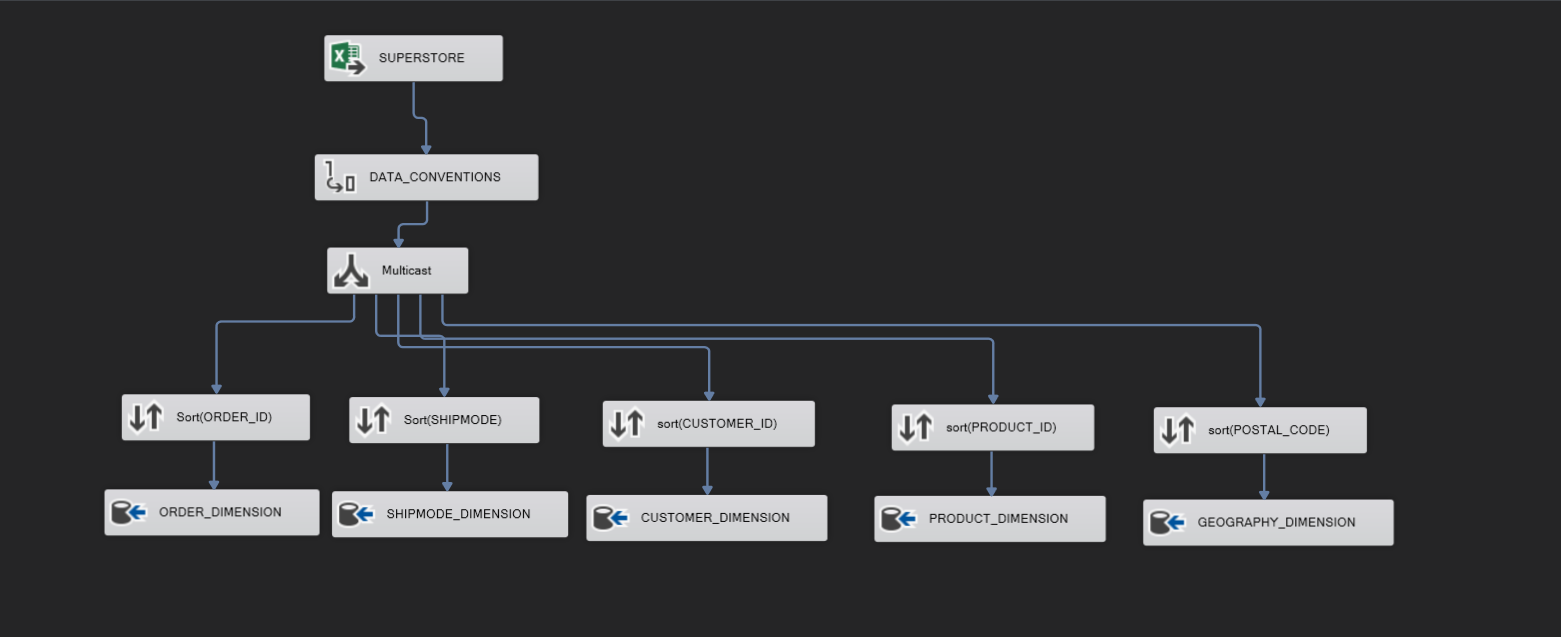 SUPERSTORE
DATA_CONVENTIONS
Multicast
Sort(ORDER_ID)
Sort(SHIPMODE)
sort(CUSTOMER_ID)
sort(PRODUCT_ID)
sort(POSTAL_CODE)
ORDER_DIMENSION
SHIPMODE_DIMENSION
CUSTOMER_DIMENSION
PRODUCT_DIMENSION
GEOGRAPHY_DIMENSION